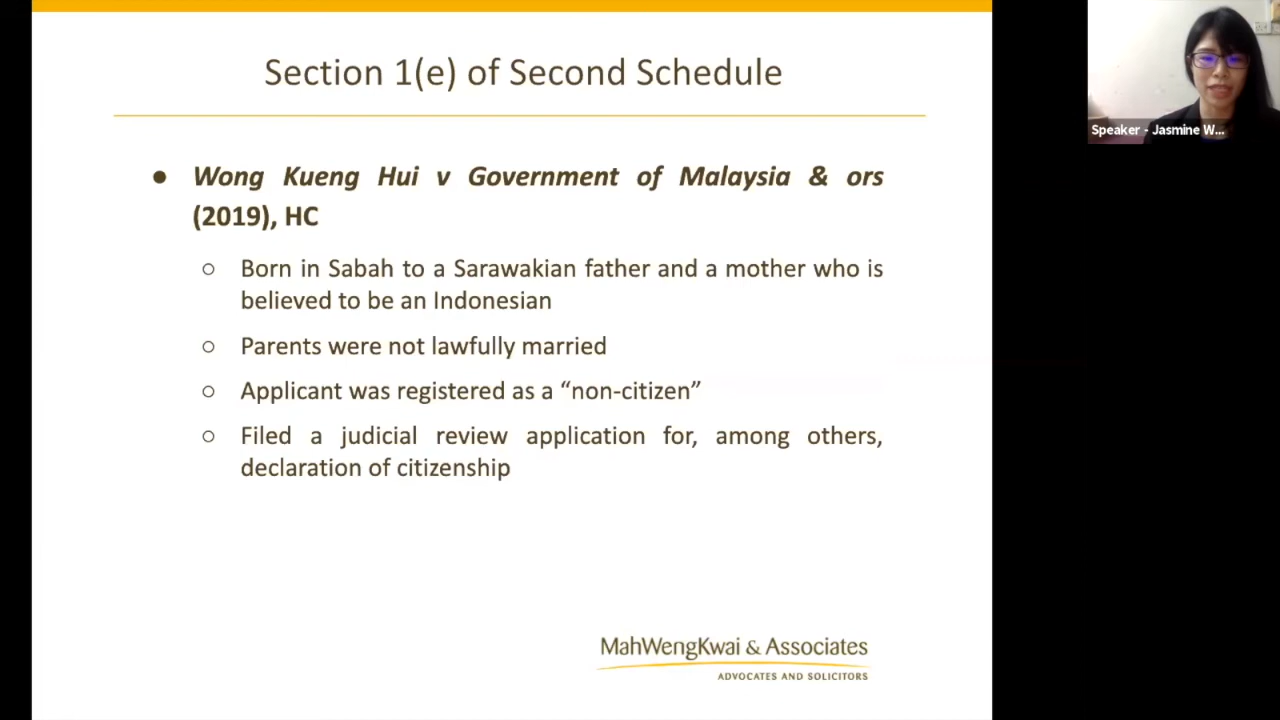 Section 1(e) of Second Schedule
Speaker - Jasmine W...
● Wong Kueng Hui v Government of Malaysia & ors
(2019), HC
○ Born in Sabah to a Sarawakian father and a mother who is
believed to be an Indonesian
○ Parents were not lawfully married
○ Applicant was registered as a “non-citizen”
○ Filed a judicial review application for, among others,
declaration of citizenship
MahWengKwai & Associates
ADVOCATES AND SOLICITORS